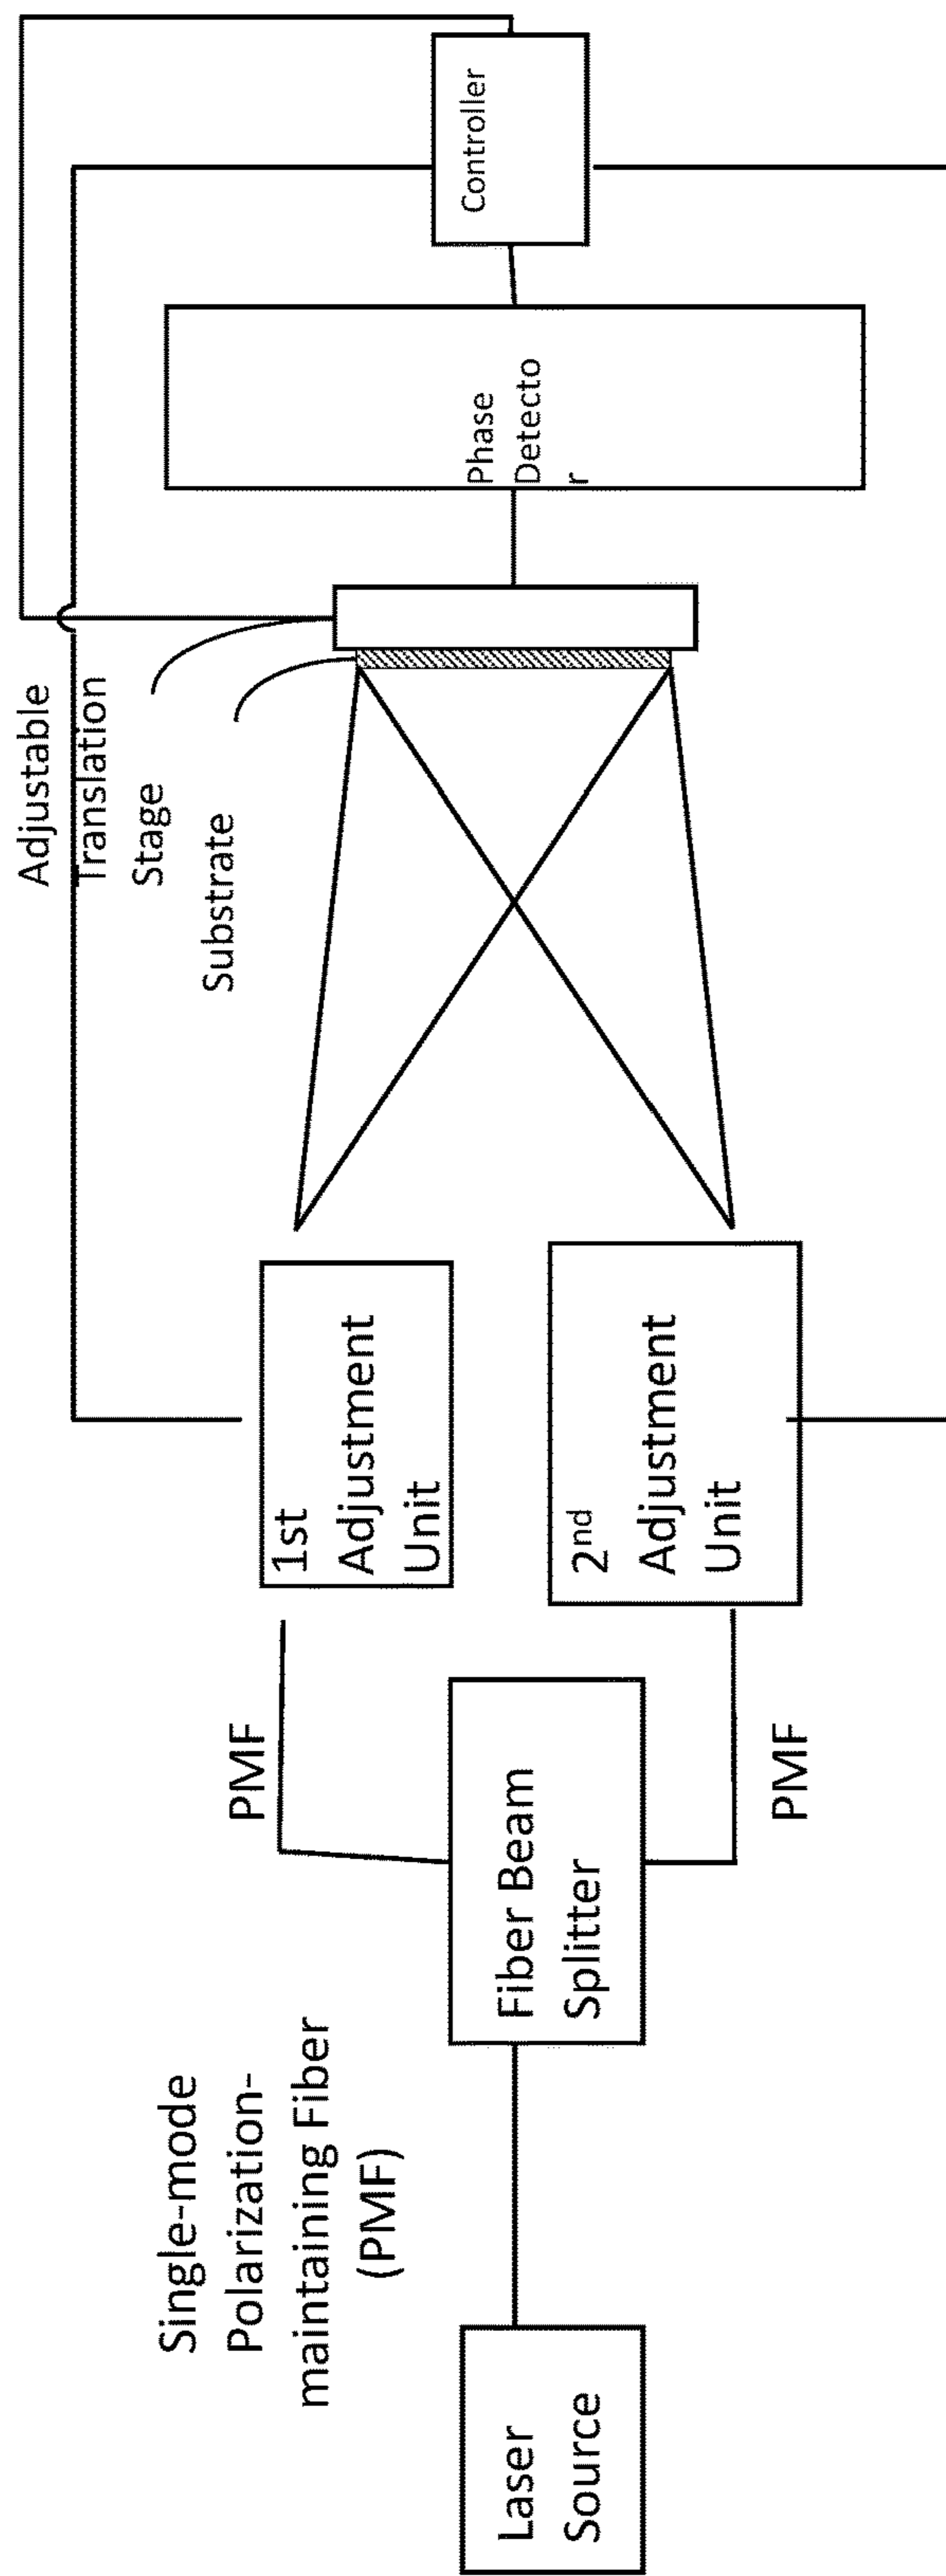 Laser
Source
Single-mode
Polarization-
maintaining Fiber
(PMF)
Fiber Beam
Splitter
PMF
PMF
1st
Adjustment
Unit
2nd
Adjustment
Unit
Adjustable
Translation
Stage
Substrate
Phase
Detecto
r
Controller